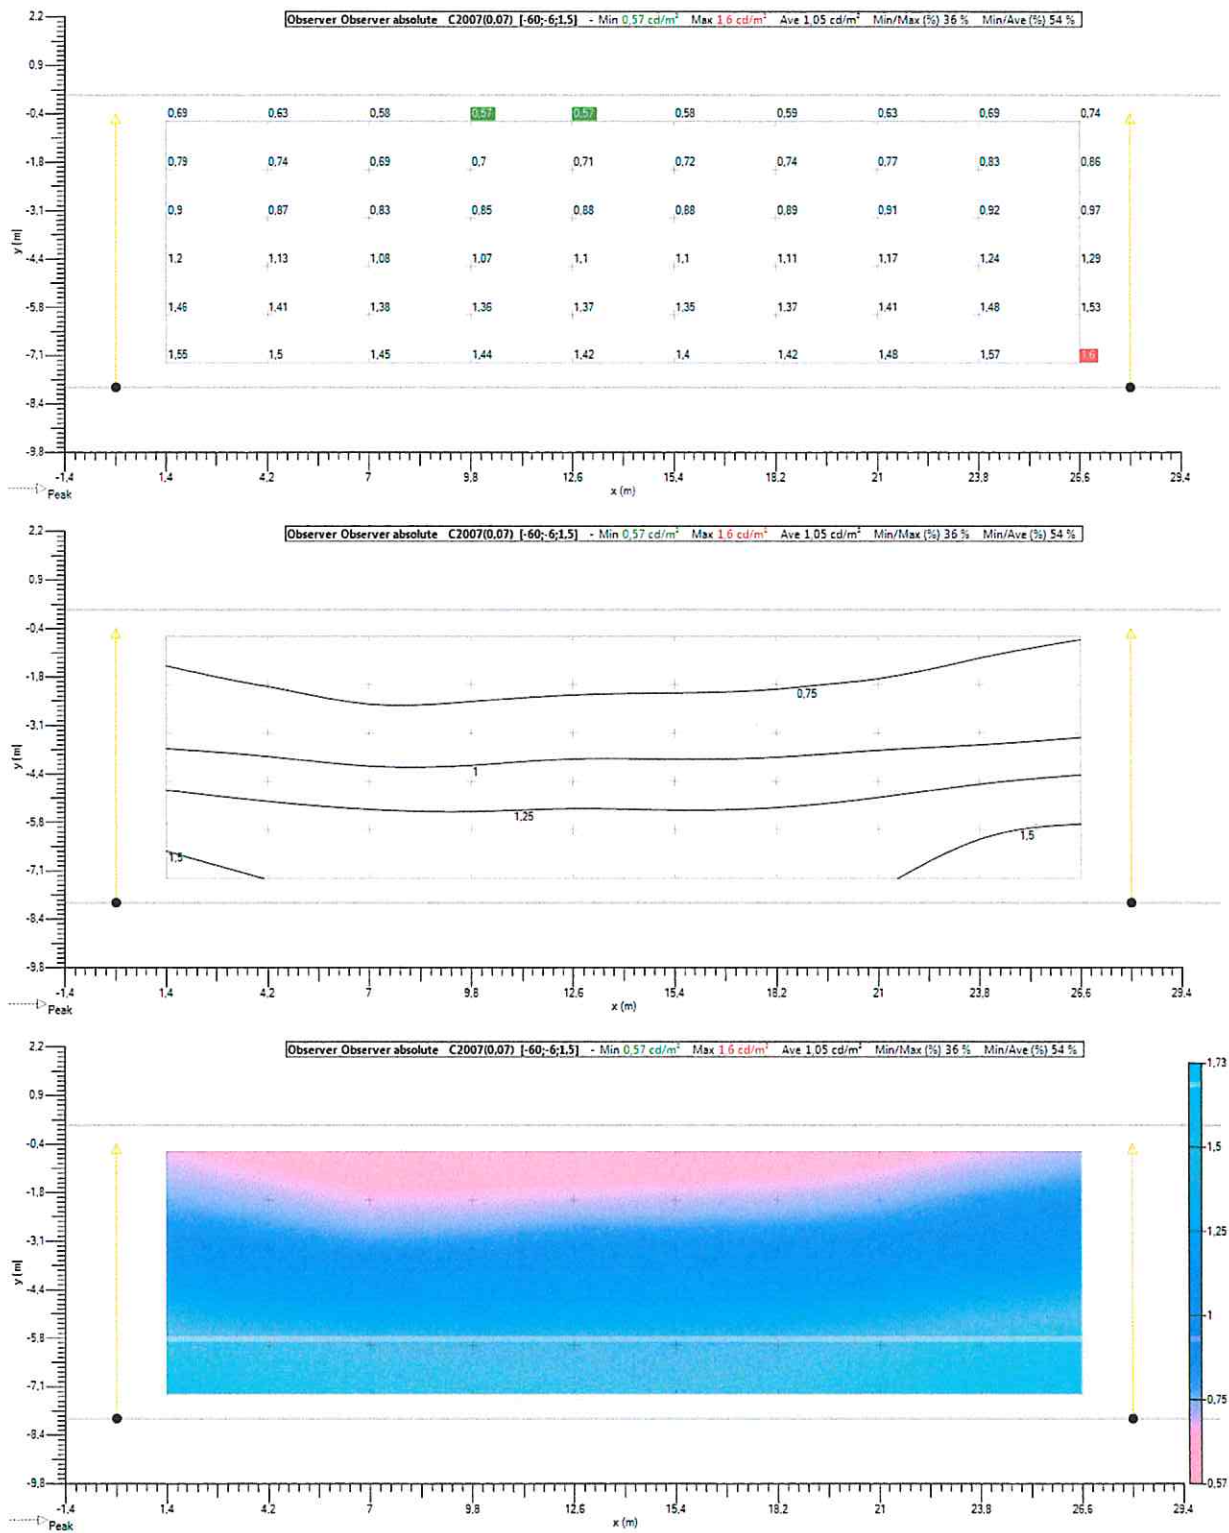 Observer Observer absolute C2007(0,07) [-60;-6;1,5] - Min 0,57 cd/m² Max 1,6 cd/m² Ave 1,05 cd/m² Min/Max (%) 36 % Min/Ave (%) 54 %
2.2
0.9
-0.4 0,69 0,63 0,58 0,57 0,57 0,58 0,59 0,63 0,69 0,74
-1.8 0,79 0,74 0,69 0,7 0,71 0,72 0,74 0,77 0,83 0,86
-3.1 0,9 0,87 0,83 0,85 0,88 0,88 0,89 0,91 0,92 0,97
y (m)
-4.4 1,2 1,13 1,08 1,07 1,1 1,1 1,11 1,17 1,24 1,29
-5.8 1,46 1,41 1,38 1,36 1,37 1,35 1,37 1,41 1,48 1,53
-7.1 1,55 1,5 1,45 1,44 1,42 1,4 1,42 1,48 1,57 1,6
-8.4
-9.8
-1.4 1.4 4.2 7 9.8 12.6 15.4 18.2 21 23.8 26.6 29.4
Peak x (m)
Observer Observer absolute C2007(0,07) [-60;-6;1,5] - Min 0,57 cd/m² Max 1,6 cd/m² Ave 1,05 cd/m² Min/Max (%) 36 % Min/Ave (%) 54 %
2.2
0.9
-0.4
-1.8
0,75
-3.1
y (m)
-4.4
1
-5.8
1,25
1,5
1,5
-7.1
-8.4
-9.8
-1.4 1.4 4.2 7 9.8 12.6 15.4 18.2 21 23.8 26.6 29.4
Peak x (m)
Observer Observer absolute C2007(0,07) [-60;-6;1,5] - Min 0,57 cd/m² Max 1,6 cd/m² Ave 1,05 cd/m² Min/Max (%) 36 % Min/Ave (%) 54 %
2.2
1,73
0.9
-0.4
1,5
-1.8
-3.1
1,25
y (m)
-4.4
1
-5.8
-7.1
0,75
-8.4
-9.8
0,57
-1.4 1.4 4.2 7 9.8 12.6 15.4 18.2 21 23.8 26.6 29.4
Peak x (m)